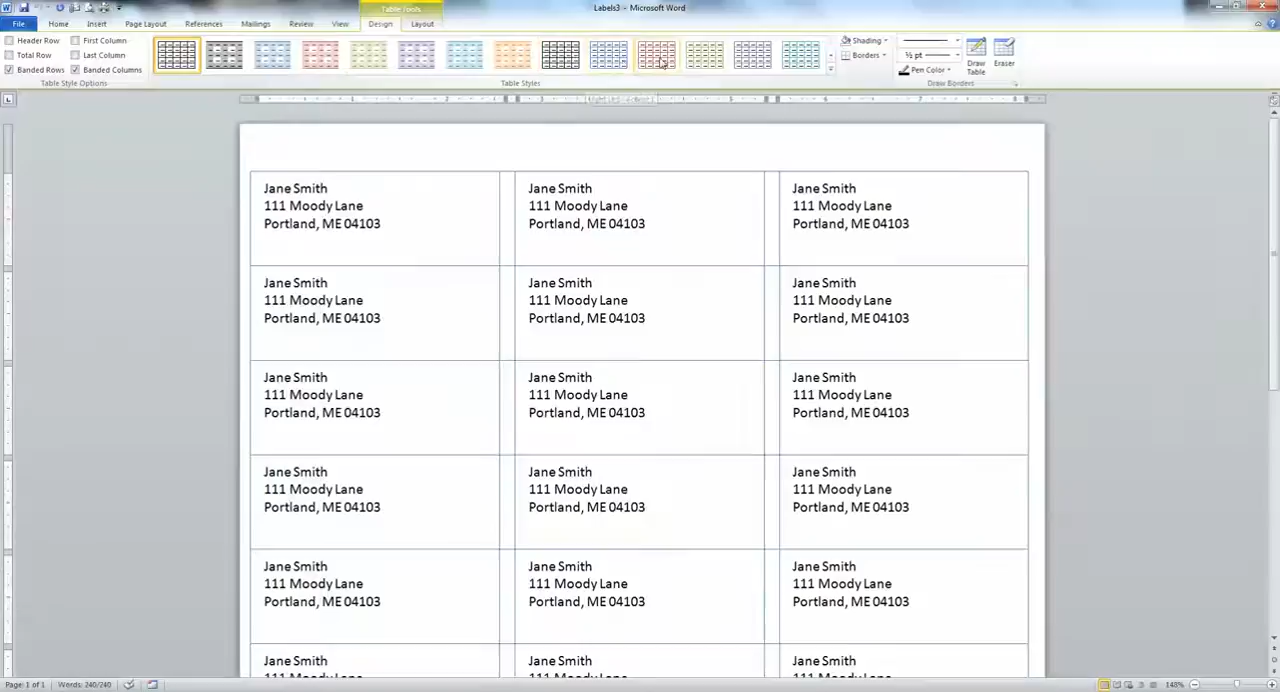 Labels3 - Microsoft Word
Table Tools
File Home Insert Page Layout References Mailings Review View Design Layout
Header Row First Column
Total Row Last Column
Banded Rows Banded Columns
Table Style Options
Table Styles
Shading
Borders
½ pt
Pen Color
Draw Table
Eraser
Draw Borders
Jane Smith Jane Smith Jane Smith
111 Moody Lane 111 Moody Lane 111 Moody Lane
Portland, ME 04103 Portland, ME 04103 Portland, ME 04103
Jane Smith Jane Smith Jane Smith
111 Moody Lane 111 Moody Lane 111 Moody Lane
Portland, ME 04103 Portland, ME 04103 Portland, ME 04103
Jane Smith Jane Smith Jane Smith
111 Moody Lane 111 Moody Lane 111 Moody Lane
Portland, ME 04103 Portland, ME 04103 Portland, ME 04103
Jane Smith Jane Smith Jane Smith
111 Moody Lane 111 Moody Lane 111 Moody Lane
Portland, ME 04103 Portland, ME 04103 Portland, ME 04103
Jane Smith Jane Smith Jane Smith
111 Moody Lane 111 Moody Lane 111 Moody Lane
Portland, ME 04103 Portland, ME 04103 Portland, ME 04103
Jane Smith Jane Smith Jane Smith
Page: 1 of 1 Words: 240/240 148%